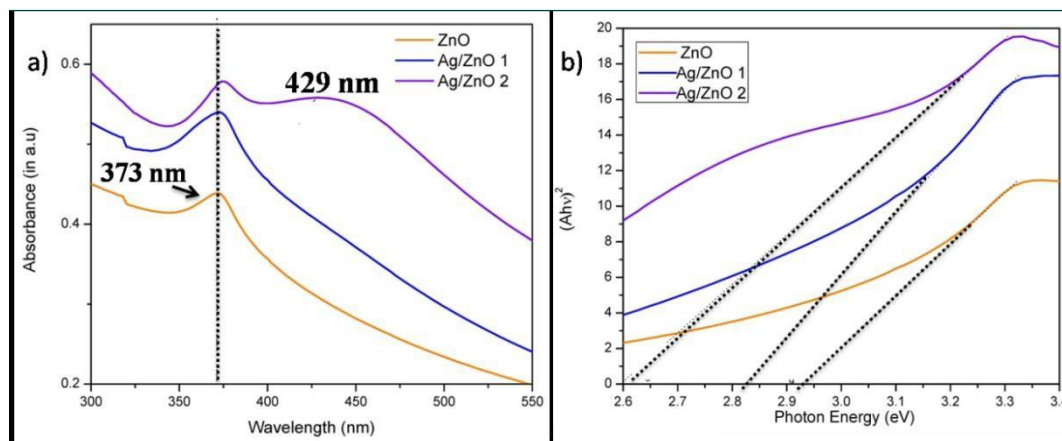 a)
ZnO
Ag/ZnO 1
Ag/ZnO 2
429 nm
373 nm
0.6
0.4
0.2
Absorbance (in a.u)
300
350
400
450
500
550
Wavelength (nm)
b)
ZnO
Ag/ZnO 1
Ag/ZnO 2
20
18
16
14
12
10
8
6
4
2
0
(Ahν)²
2.6
2.7
2.8
2.9
3.0
3.1
3.2
3.3
Photon Energy (eV)